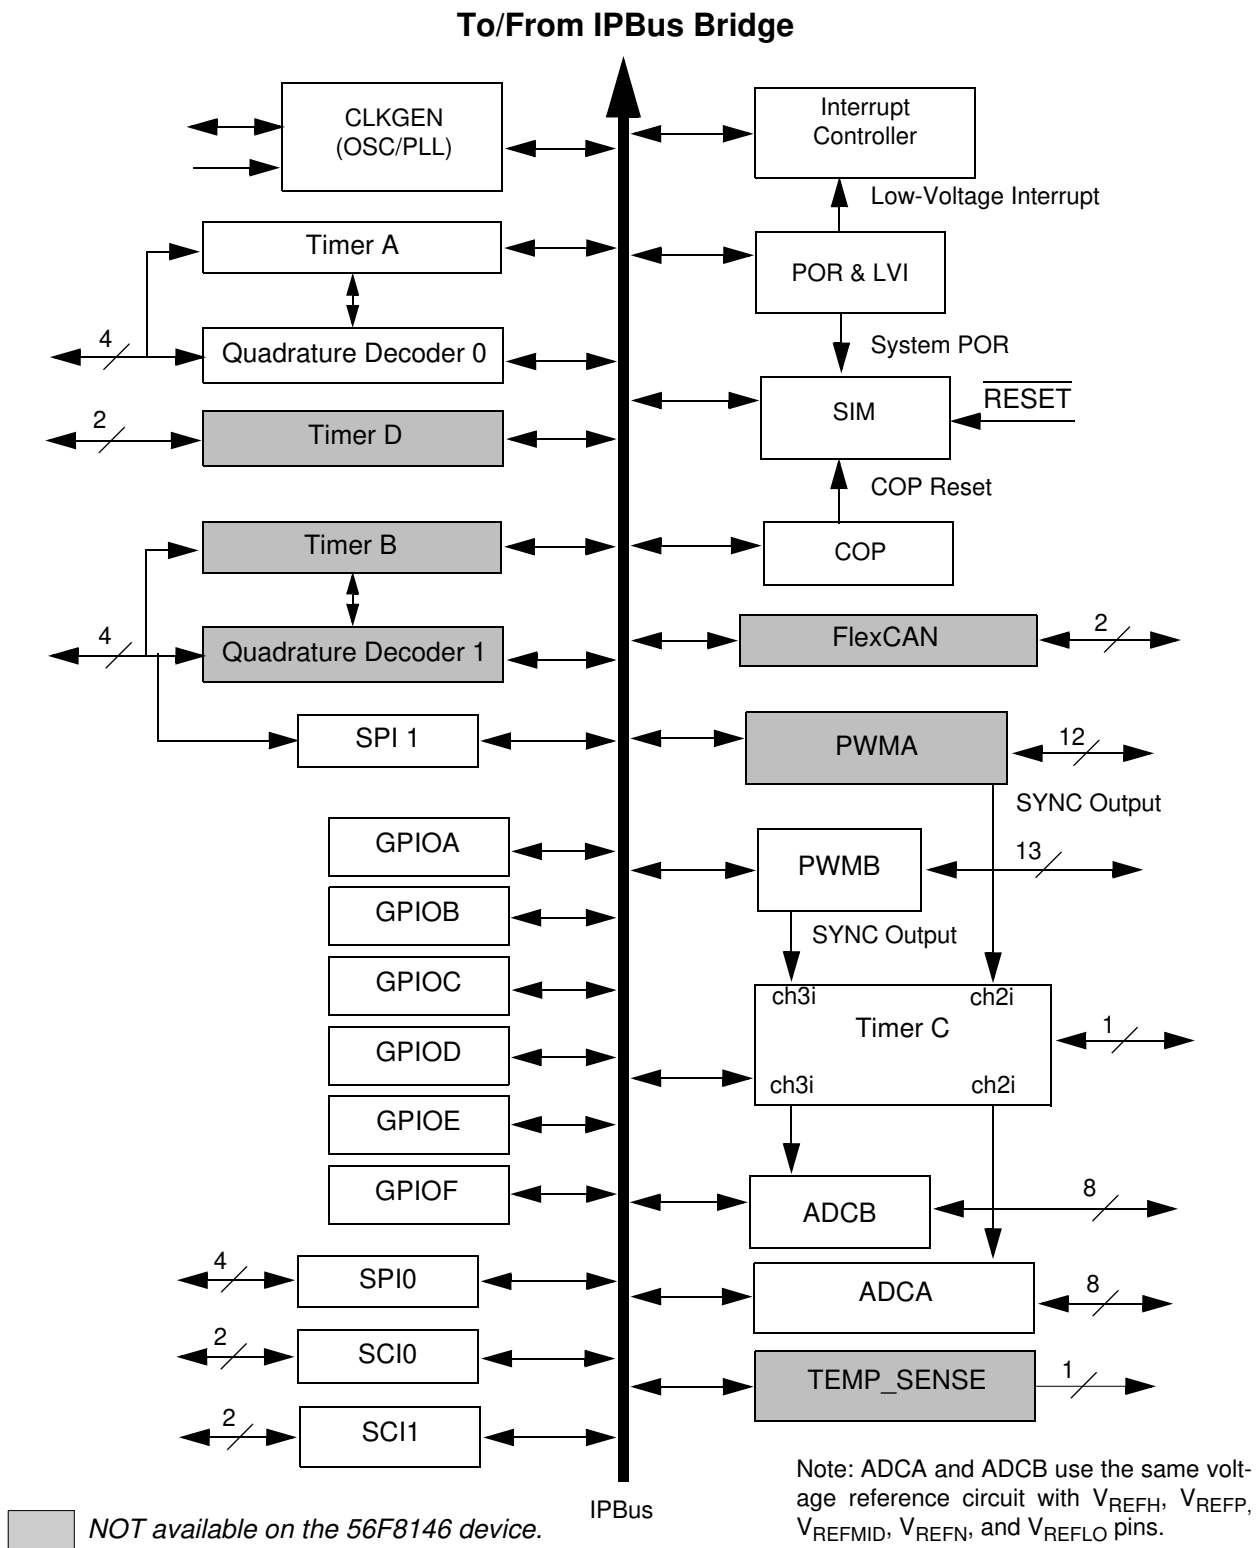 To/From IPBus Bridge
CLKGEN
(OSC/PLL)
Interrupt
Controller
Low-Voltage Interrupt
Timer A
POR & LVI
4
Quadrature Decoder 0
System POR
RESET
SIM
2
Timer D
COP Reset
Timer B
COP
4
Quadrature Decoder 1
FlexCAN
2
SPI 1
PWMA
12
SYNC Output
GPIOA
PWMB
13
GPIOB
SYNC Output
GPIOC
ch3i
ch2i
Timer C
1
GPIOD
ch3i
ch2i
GPIOE
GPIOF
ADCB
8
4
SPI0
ADCA
8
2
SCI0
TEMP_SENSE
1
2
SCI1
IPBus
Note: ADCA and ADCB use the same volt-
age reference circuit with VREFH, VREFP,
VREFMID, VREFN, and VREFLO pins.
NOT available on the 56F8146 device.